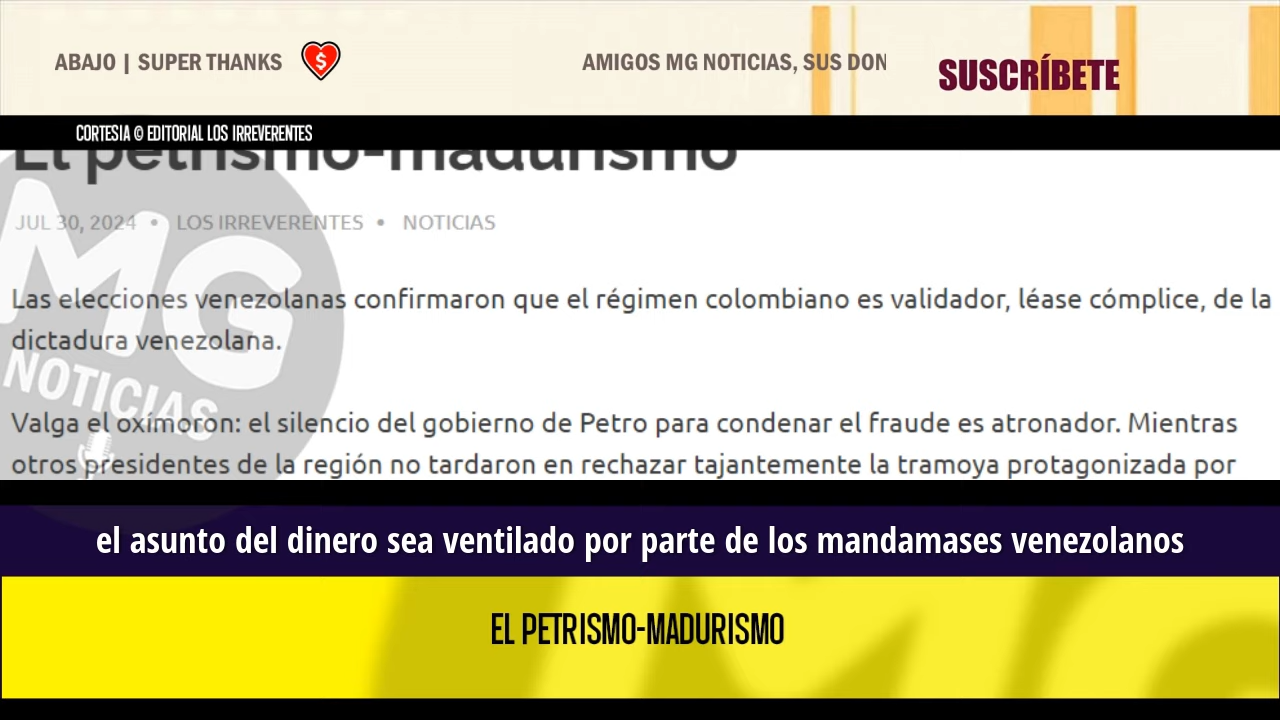 ABAJO | SUPER THANKS
AMIGOS MG NOTICIAS, SUS DON
SUSCRÍBETE
CORTESIA © EDITORIAL LOS IRREVERENTES
El petrismo-madurismo
JUL 30, 2024 • LOS IRREVERENTES • NOTICIAS
Las elecciones venezolanas confirmaron que el régimen colombiano es validador, léase cómplice, de la
dictadura venezolana.
Valga el oxímoron: el silencio del gobierno de Petro para condenar el fraude es atronador. Mientras
otros presidentes de la región no tardaron en rechazar tajantemente la tramoya protagonizada por
MG
NOTICIAS
el asunto del dinero sea ventilado por parte de los mandamases venezolanos
EL PETRISMO-MADURISMO